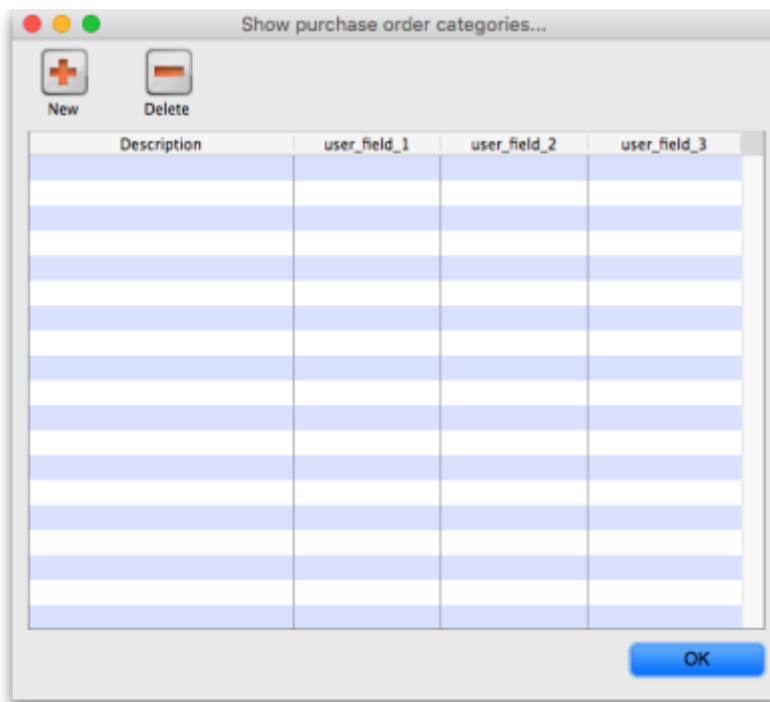 Show purchase order categories...
New Delete
Description user_field_1 user_field_2 user_field_3
OK